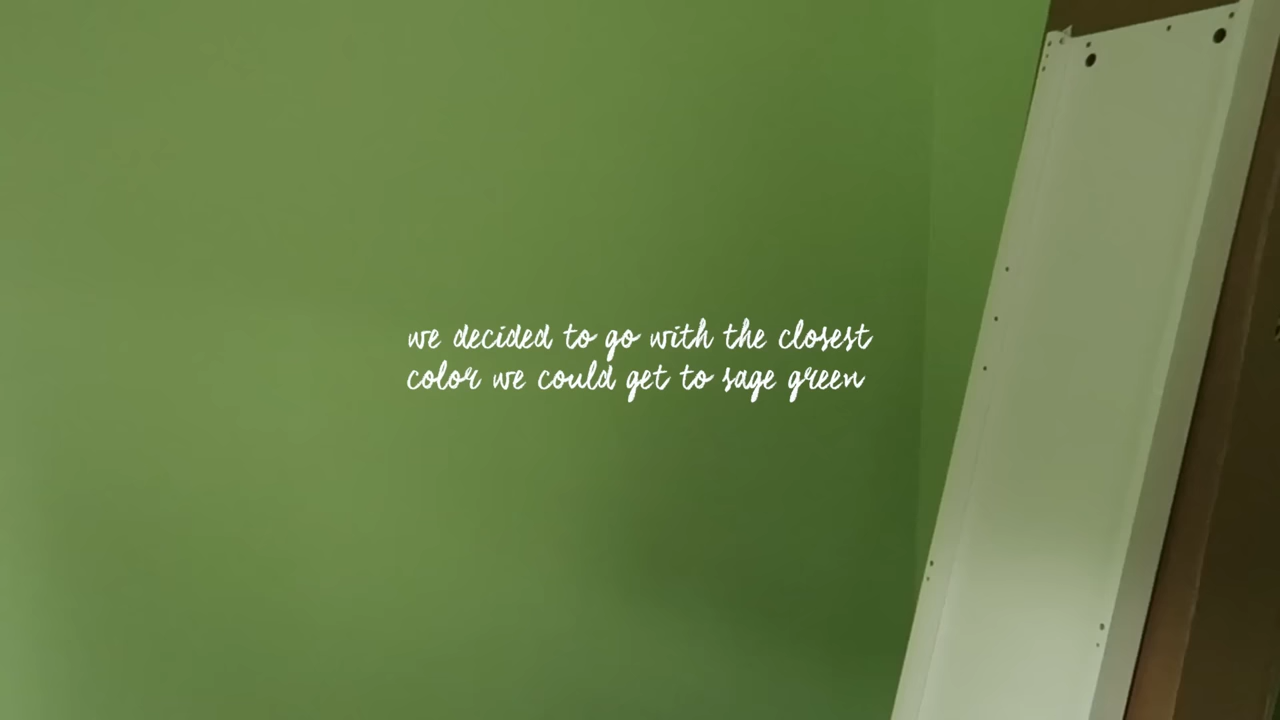 we decided to go with the closest
color we could get to sage green